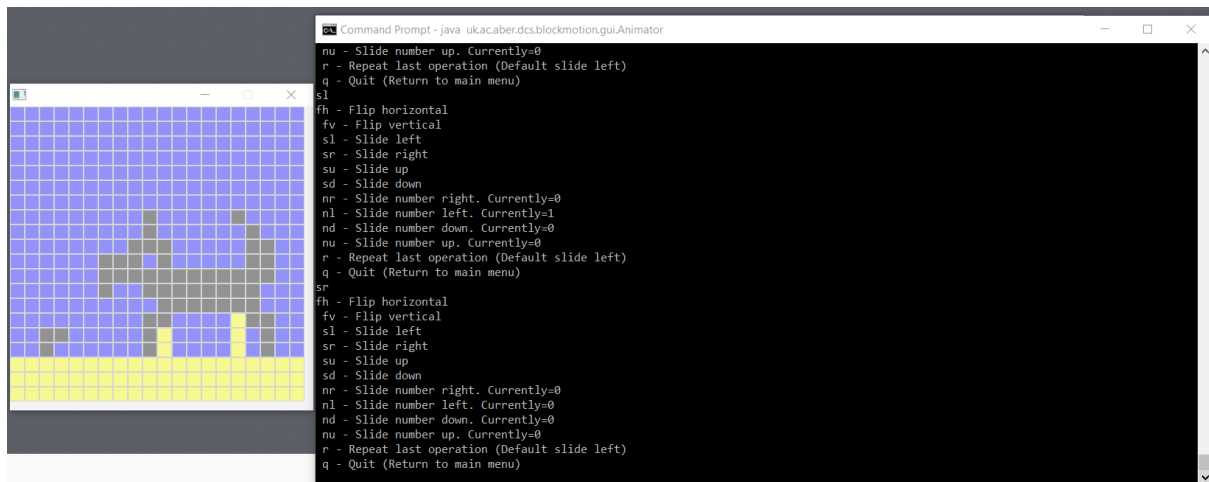 Command Prompt - java uk.ac.aber.dcs.blockmotion.gui.Animator
nu - Slide number up. Currently=0
r - Repeat last operation (Default slide left)
q - Quit (Return to main menu)
sl
fh - Flip horizontal
fv - Flip vertical
sl - Slide left
sr - Slide right
su - Slide up
sd - Slide down
nr - Slide number right. Currently=0
nl - Slide number left. Currently=1
nd - Slide number down. Currently=0
nu - Slide number up. Currently=0
r - Repeat last operation (Default slide left)
q - Quit (Return to main menu)
sr
fh - Flip horizontal
fv - Flip vertical
sl - Slide left
sr - Slide right
su - Slide up
sd - Slide down
nr - Slide number right. Currently=0
nl - Slide number left. Currently=0
nd - Slide number down. Currently=0
nu - Slide number up. Currently=0
r - Repeat last operation (Default slide left)
q - Quit (Return to main menu)